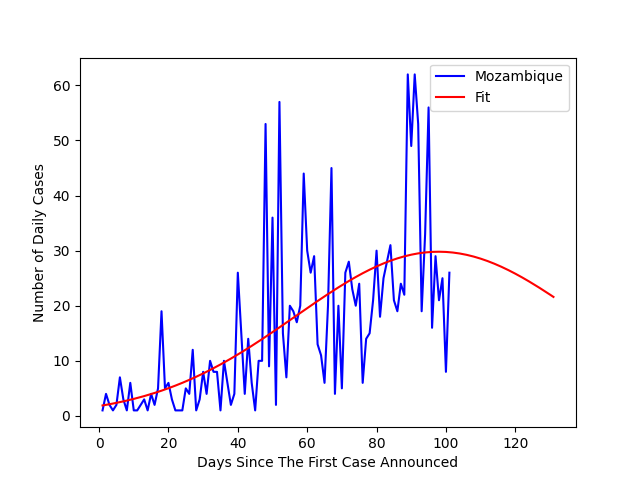 Mozambique
Fit
60
50
40
30
20
10
0
Number of Daily Cases
0 20 40 60 80 100 120
Days Since The First Case Announced